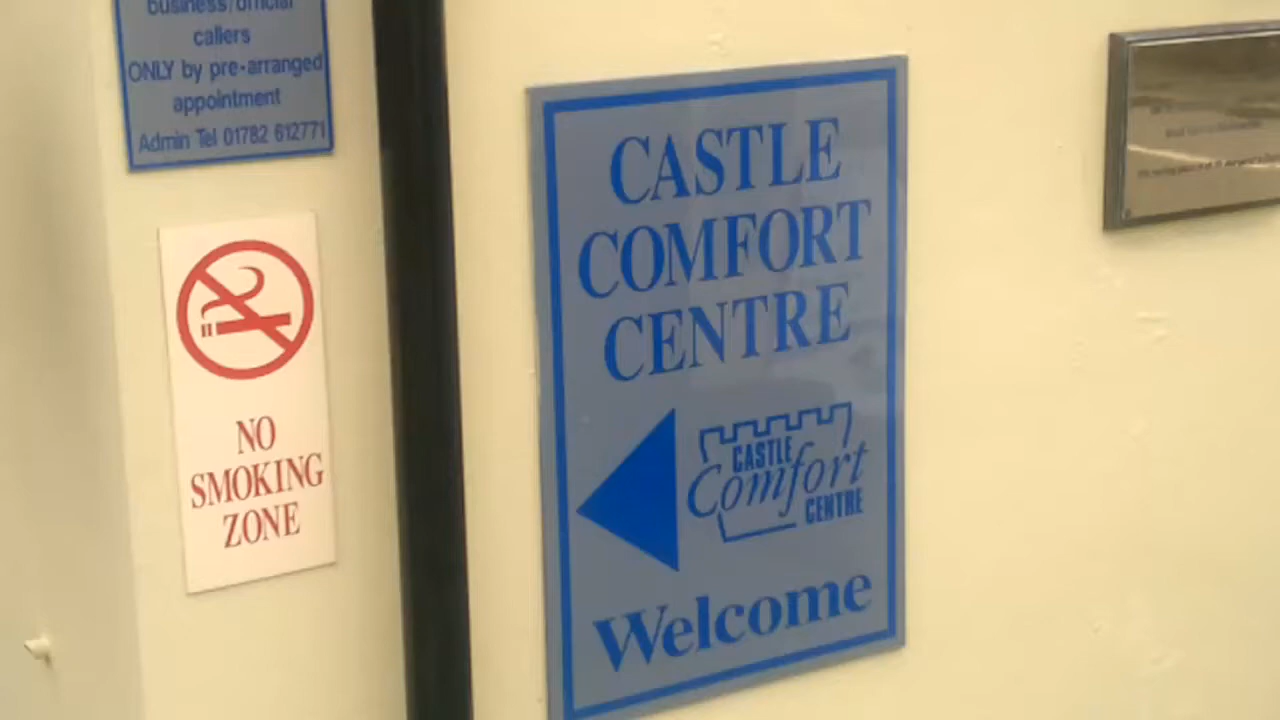 business/official
callers
ONLY by pre-arranged
appointment
Admin Tel 01782 612771
NO
SMOKING
ZONE
CASTLE
COMFORT
CENTRE
CASTLE
Comfort
CENTRE
Welcome